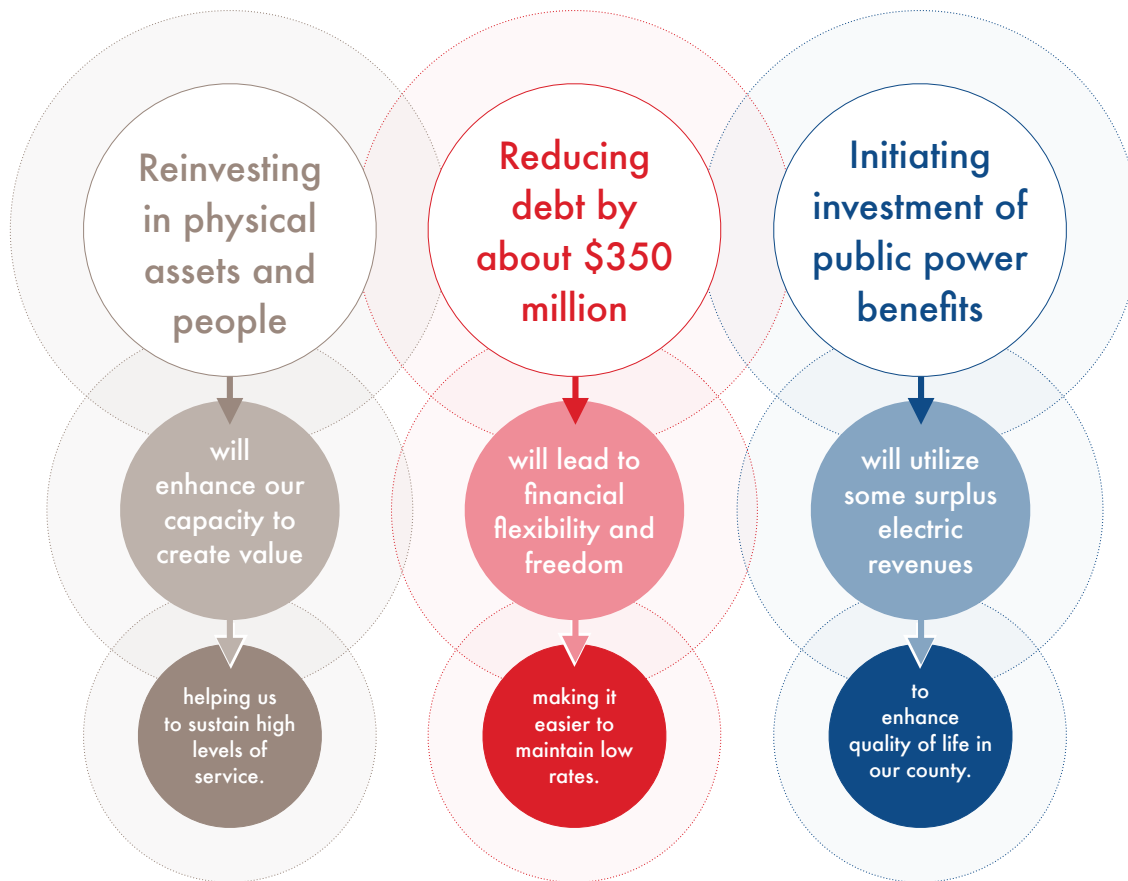 Reinvesting
in physical
assets and
people
will
enhance our
capacity to
create value
helping us
to sustain high
levels of
service.
Reducing
debt by
about $350
million
will lead to
financial
flexibility and
freedom
making it
easier to
maintain low
rates.
Initiating
investment of
public power
benefits
will utilize
some surplus
electric
revenues
to
enhance
quality of life in
our county.